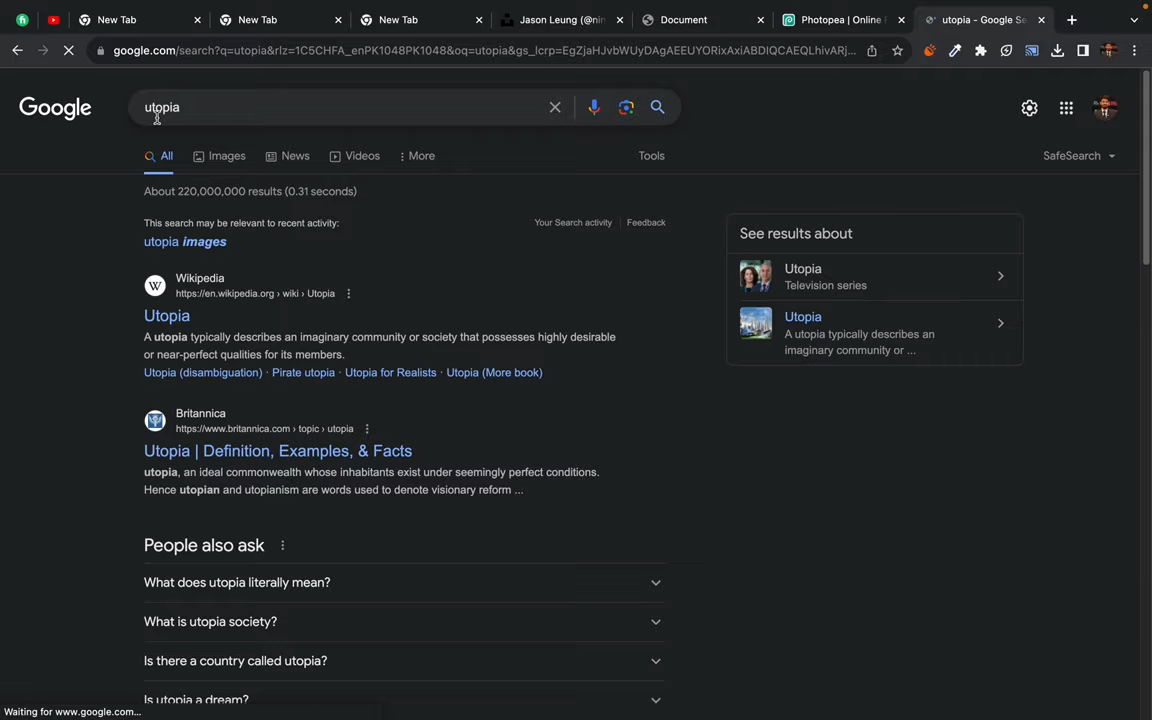 New Tab
New Tab
New Tab
Jason Leung (@nin
Document
Photopea | Online
utopia - Google Se
google.com/search?q=utopia&rlz=1C5CHFA_enPK1048PK1048&oq=utopia&gs_lcrp=EgZjaHJvbWUyDAgAEEUYORixAxiABDIQCAEQLhivARj...
Google
utopia
All
Images
News
Videos
More
Tools
SafeSearch
About 220,000,000 results (0.31 seconds)
This search may be relevant to recent activity:
Your Search activity
Feedback
utopia images
See results about
Utopia
Television series
Utopia
A utopia typically describes an
imaginary community or ...
Wikipedia
https://en.wikipedia.org › wiki › Utopia
Utopia
A utopia typically describes an imaginary community or society that possesses highly desirable
or near-perfect qualities for its members.
Utopia (disambiguation) · Pirate utopia · Utopia for Realists · Utopia (More book)
Britannica
https://www.britannica.com › topic › utopia
Utopia | Definition, Examples, & Facts
utopia, an ideal commonwealth whose inhabitants exist under seemingly perfect conditions.
Hence utopian and utopianism are words used to denote visionary reform ...
People also ask
What does utopia literally mean?
What is utopia society?
Is there a country called utopia?
Is utopia a dream?
Waiting for www.google.com...